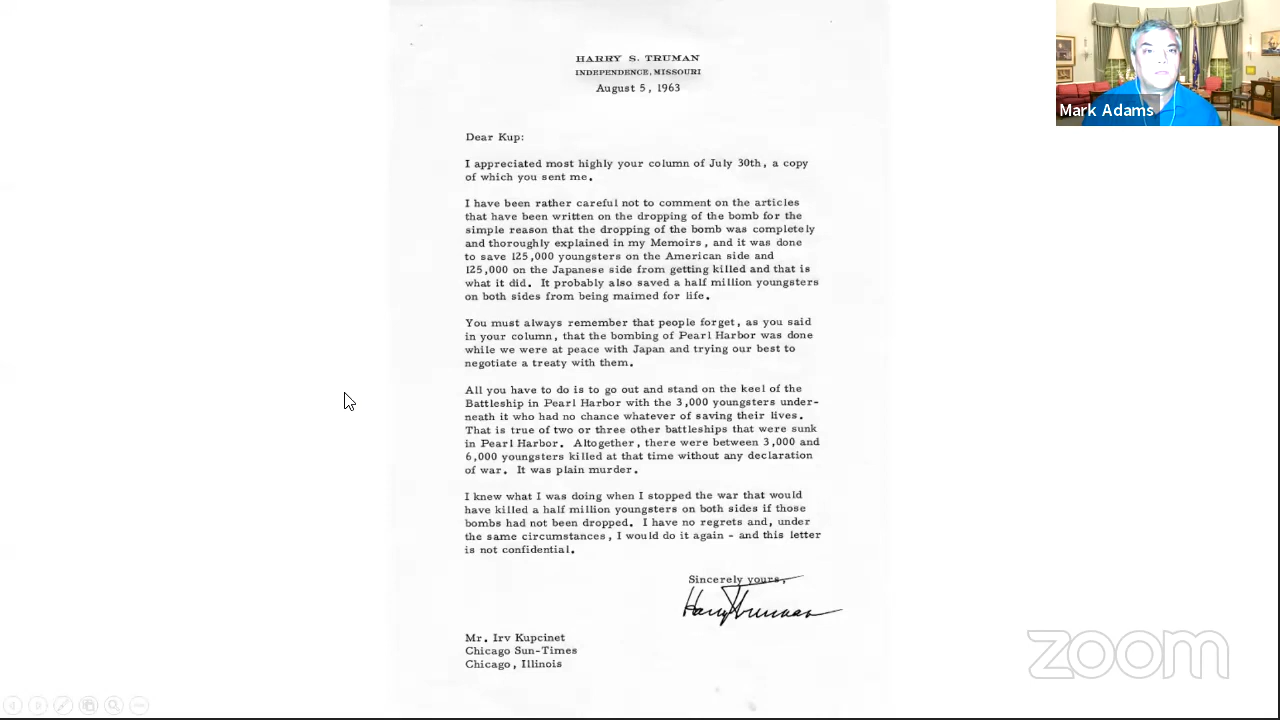 HARRY S. TRUMAN
INDEPENDENCE, MISSOURI
August 5, 1963
Dear Kup:
I appreciated most highly your column of July 30th, a copy
of which you sent me.
I have been rather careful not to comment on the articles
that have been written on the dropping of the bomb for the
simple reason that the dropping of the bomb was completely
and thoroughly explained in my Memoirs, and it was done
to save 125,000 youngsters on the American side and
125,000 on the Japanese side from getting killed and that is
what it did. It probably also saved a half million youngsters
on both sides from being maimed for life.
You must always remember that people forget, as you said
in your column, that the bombing of Pearl Harbor was done
while we were at peace with Japan and trying our best to
negotiate a treaty with them.
All you have to do is to go out and stand on the keel of the
Battleship in Pearl Harbor with the 3,000 youngsters under-
neath it who had no chance whatever of saving their lives.
That is true of two or three other battleships that were sunk
in Pearl Harbor. Altogether, there were between 3,000 and
6,000 youngsters killed at that time without any declaration
of war. It was plain murder.
I knew what I was doing when I stopped the war that would
have killed a half million youngsters on both sides if those
bombs had not been dropped. I have no regrets and, under
the same circumstances, I would do it again - and this letter
is not confidential.
Sincerely yours,
Harry Truman
Mr. Irv Kupcinet
Chicago Sun-Times
Chicago, Illinois
Mark Adams
zoom